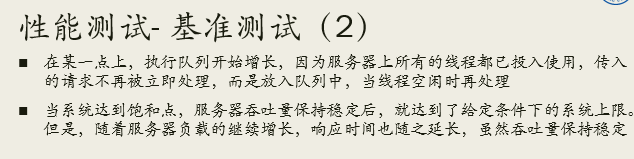 性能测试- 基准测试（2）
■ 在某一点上，执行队列开始增长，因为服务器上所有的线程都已投入使用，传入
的请求不再被立即处理，而是放入队列中，当线程空闲时再处理
■ 当系统达到饱和点，服务器吞吐量保持稳定后，就达到了给定条件下的系统上限。
但是，随着服务器负载的继续增长，响应时间也随之延长，虽然吞吐量保持稳定